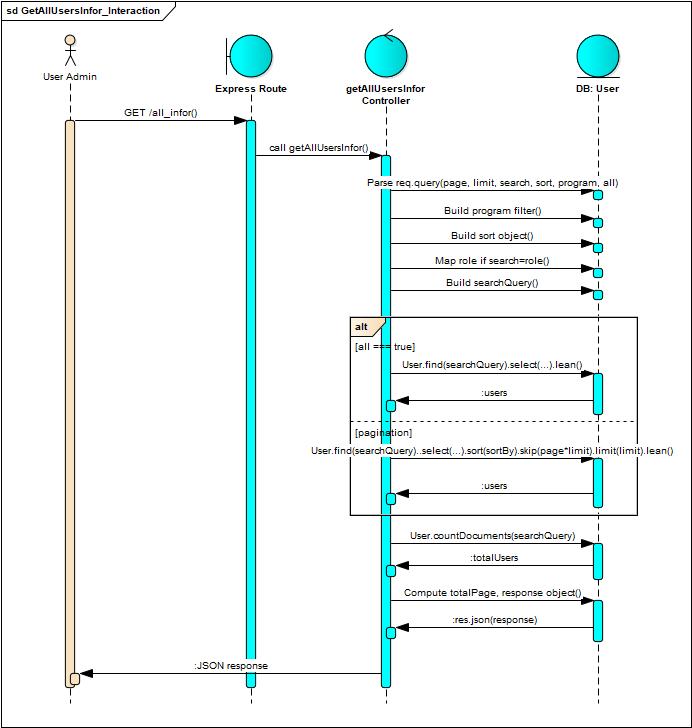 sd GetAllUsersInfor_Interaction
User Admin
Express Route
getAllUsersInfor
Controller
DB: User
GET /all_infor()
call getAllUsersInfor()
Parse req.query(page, limit, search, sort, program, all)
Build program filter()
Build sort object()
Map role if search=role()
Build searchQuery()
alt
[all === true]
User.find(searchQuery).select(...).lean()
:users
[pagination]
User.find(searchQuery)..select(...).sort(sortBy).skip(page*limit).limit(limit).lean()
:users
User.countDocuments(searchQuery)
:totalUsers
Compute totalPage, response object()
:res.json(response)
:JSON response